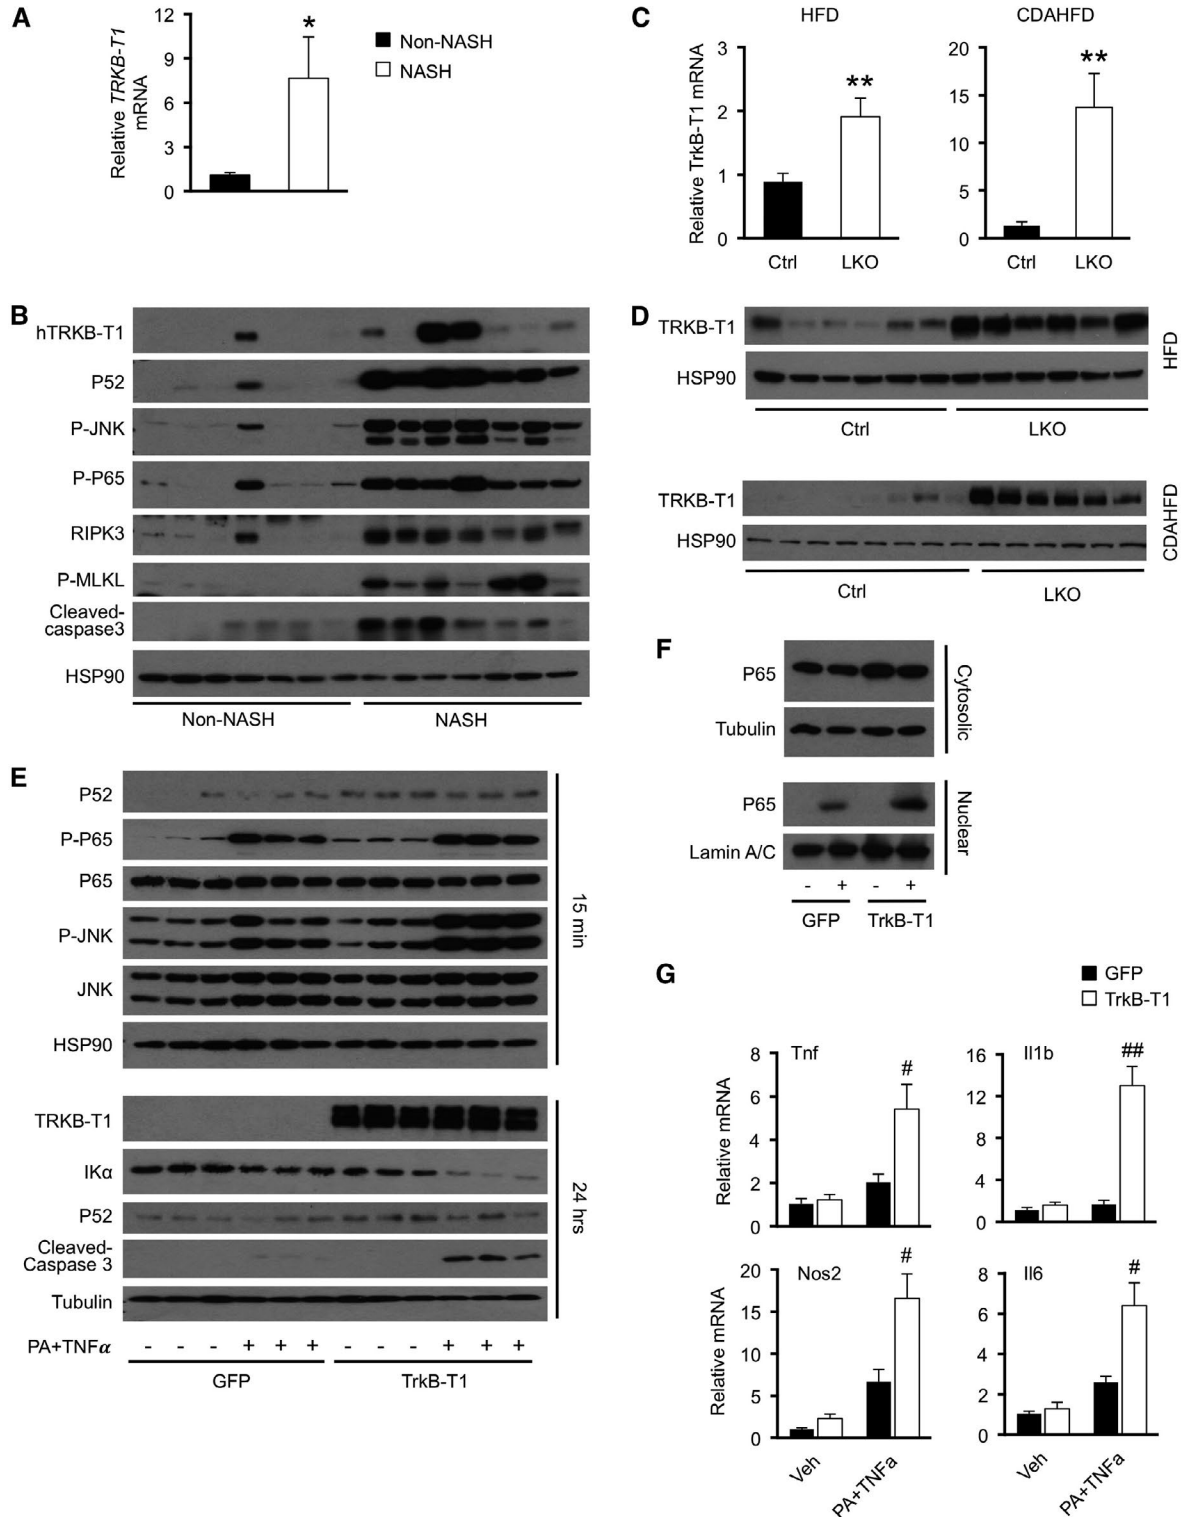 A
12
9
6
3
0
Relative TRKB-T1
mRNA
*
Non-NASH
NASH
B
hTRKB-T1
P52
P-JNK
P-P65
RIPK3
P-MLKL
Cleaved-
caspase3
HSP90
Non-NASH
NASH
C
HFD
CDAHFD
Relative TrkB-T1 mRNA
3
2
1
0
**
Ctrl
LKO
20
15
10
5
0
**
Ctrl
LKO
D
TRKB-T1
HSP90
HFD
Ctrl
LKO
TRKB-T1
HSP90
CDAHFD
Ctrl
LKO
E
P52
P-P65
P65
P-JNK
JNK
HSP90
15 min
TRKB-T1
IKα
P52
Cleaved-
Caspase 3
Tubulin
24 hrs
PA+TNFα - - - + + + - - - + + +
GFP
TrkB-T1
F
P65
Tubulin
Cytosolic
P65
Lamin A/C
Nuclear
- + - +
GFP
TrkB-T1
G
GFP
TrkB-T1
Relative mRNA
8
6
4
2
0
Tnf
#
16
12
8
4
0
Il1b
##
Relative mRNA
20
15
10
5
0
Nos2
#
Veh
PA+TNFa
8
6
4
2
0
Il6
#
Veh
PA+TNFa